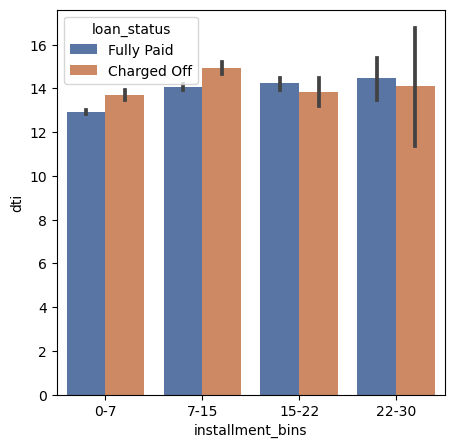 loan_status
Fully Paid
Charged Off
16
14
12
10
8
6
4
2
0
dti
0-7 7-15 15-22 22-30
installment_bins